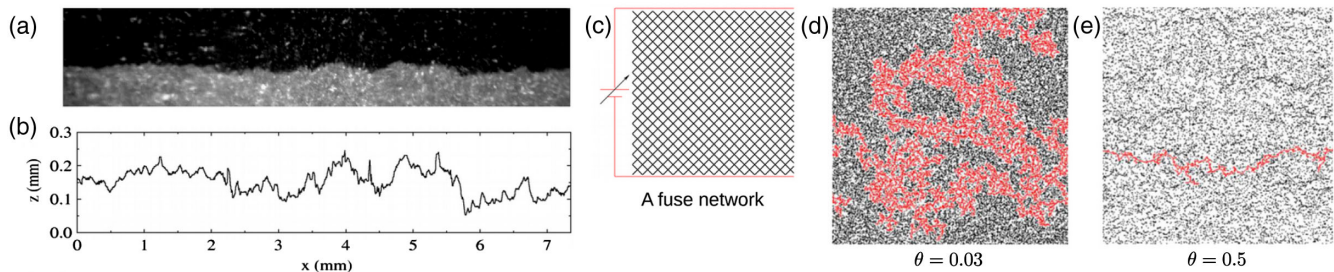 (a)
(b)
0.3
0.2
0.1
0.0
z (mm)
0 1 2 3 4 5 6 7
x (mm)
(c)
A fuse network
(d)
θ = 0.03
(e)
θ = 0.5